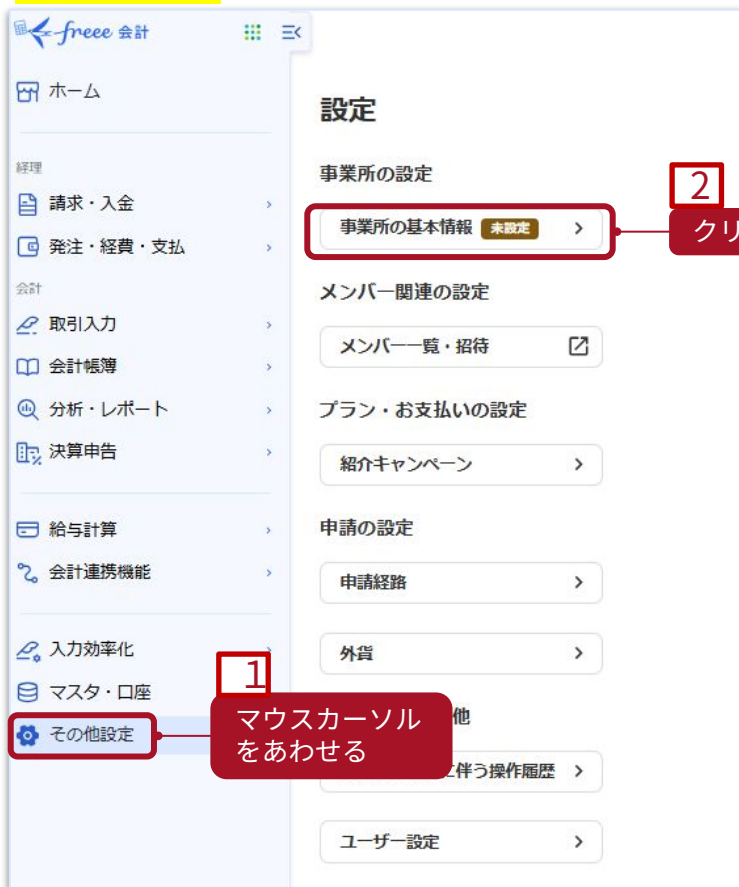 freee 会計
ホーム
経理
請求・入金
発注・経費・支払
会計
取引入力
会計帳簿
分析・レポート
決算申告
給与計算
会計連携機能
入力効率化
マスタ・口座
その他設定
1
マウスカーソル
をあわせる
設定
事業所の設定
事業所の基本情報 未設定
2
クリ
メンバー関連の設定
メンバー一覧・招待
プラン・お支払いの設定
紹介キャンペーン
申請の設定
申請経路
外貨
他
に伴う操作履歴
ユーザー設定